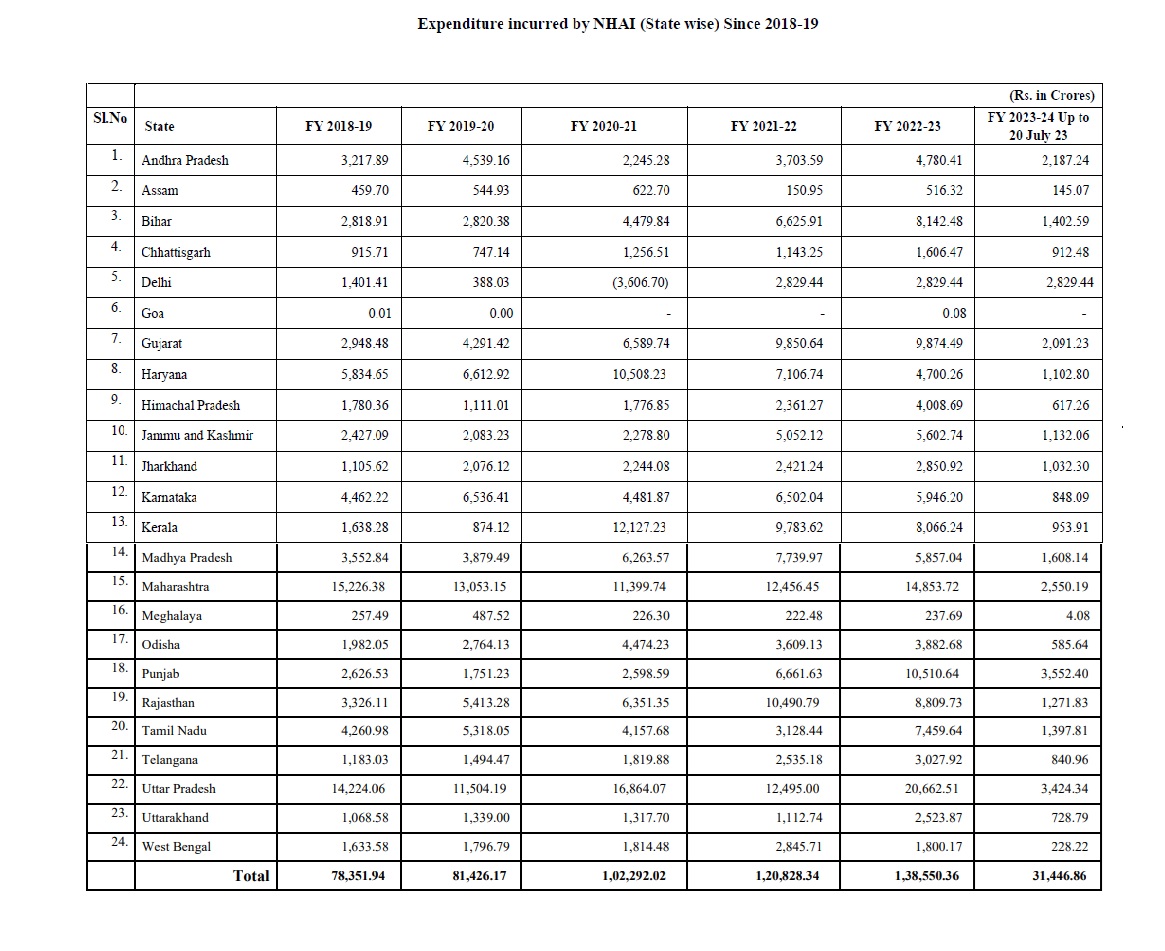 Expenditure incurred by NHAI (State wise) Since 2018-19
(Rs. in Crores)
Sl.No State FY 2018-19 FY 2019-20 FY 2020-21 FY 2021-22 FY 2022-23 FY 2023-24 Up to 20 July 23
1. Andhra Pradesh 3,217.89 4,539.16 2,245.28 3,703.59 4,780.41 2,187.24
2. Assam 459.70 544.93 622.70 150.95 516.32 145.07
3. Bihar 2,818.91 2,820.38 4,479.84 6,625.91 8,142.48 1,402.59
4. Chhattisgarh 915.71 747.14 1,256.51 1,143.25 1,606.47 912.48
5. Delhi 1,401.41 388.03 (3,606.70) 2,829.44 2,829.44 2,829.44
6. Goa 0.01 0.00 - - 0.08 -
7. Gujarat 2,948.48 4,291.42 6,589.74 9,850.64 9,874.49 2,091.23
8. Haryana 5,834.65 6,612.92 10,508.23 7,106.74 4,700.26 1,102.80
9. Himachal Pradesh 1,780.36 1,111.01 1,776.85 2,361.27 4,008.69 617.26
10. Jammu and Kashmir 2,427.09 2,083.23 2,278.80 5,052.12 5,602.74 1,132.06
11. Jharkhand 1,105.62 2,076.12 2,244.08 2,421.24 2,850.92 1,032.30
12. Karnataka 4,462.22 6,536.41 4,481.87 6,502.04 5,946.20 848.09
13. Kerala 1,638.28 874.12 12,127.23 9,783.62 8,066.24 953.91
14. Madhya Pradesh 3,552.84 3,879.49 6,263.57 7,739.97 5,857.04 1,608.14
15. Maharashtra 15,226.38 13,053.15 11,399.74 12,456.45 14,853.72 2,550.19
16. Meghalaya 257.49 487.52 226.30 222.48 237.69 4.08
17. Odisha 1,982.05 2,764.13 4,474.23 3,609.13 3,882.68 585.64
18. Punjab 2,626.53 1,751.23 2,598.59 6,661.63 10,510.64 3,552.40
19. Rajasthan 3,326.11 5,413.28 6,351.35 10,490.79 8,809.73 1,271.83
20. Tamil Nadu 4,260.98 5,318.05 4,157.68 3,128.44 7,459.64 1,397.81
21. Telangana 1,183.03 1,494.47 1,819.88 2,535.18 3,027.92 840.96
22. Uttar Pradesh 14,224.06 11,504.19 16,864.07 12,495.00 20,662.51 3,424.34
23. Uttarakhand 1,068.58 1,339.00 1,317.70 1,112.74 2,523.87 728.79
24. West Bengal 1,633.58 1,796.79 1,814.48 2,845.71 1,800.17 228.22
Total 78,351.94 81,426.17 1,02,292.02 1,20,828.34 1,38,550.36 31,446.86